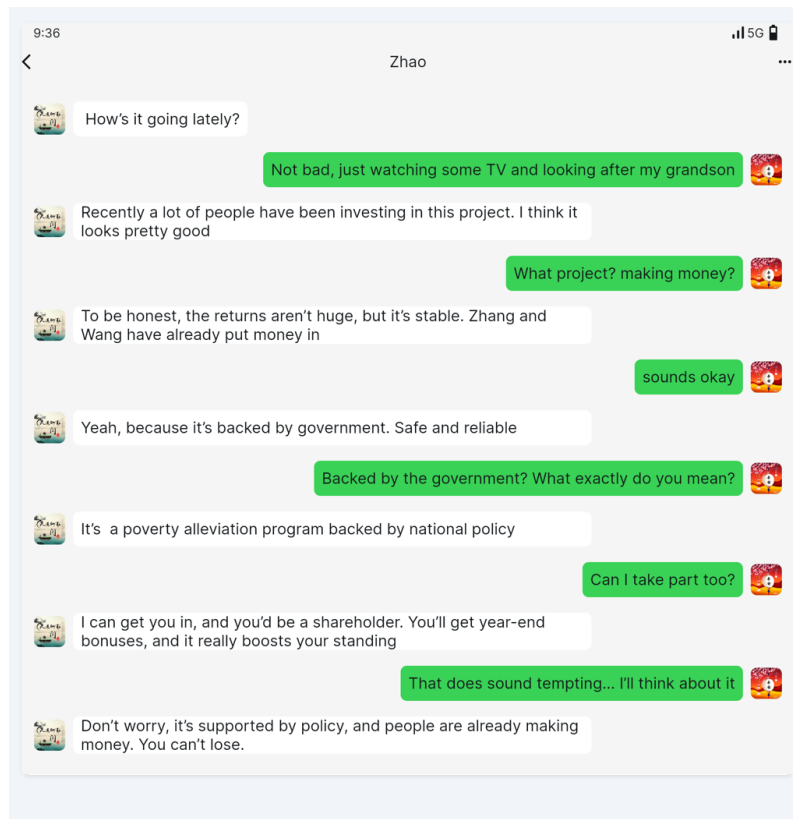 9:36
5G
Zhao
How's it going lately?
Not bad, just watching some TV and looking after my grandson
Recently a lot of people have been investing in this project. I think it
looks pretty good
What project? making money?
To be honest, the returns aren't huge, but it's stable. Zhang and
Wang have already put money in
sounds okay
Yeah, because it's backed by government. Safe and reliable
Backed by the government? What exactly do you mean?
It's  a poverty alleviation program backed by national policy
Can I take part too?
I can get you in, and you'd be a shareholder. You'll get year-end
bonuses, and it really boosts your standing
That does sound tempting... I'll think about it
Don't worry, it's supported by policy, and people are already making
money. You can't lose.